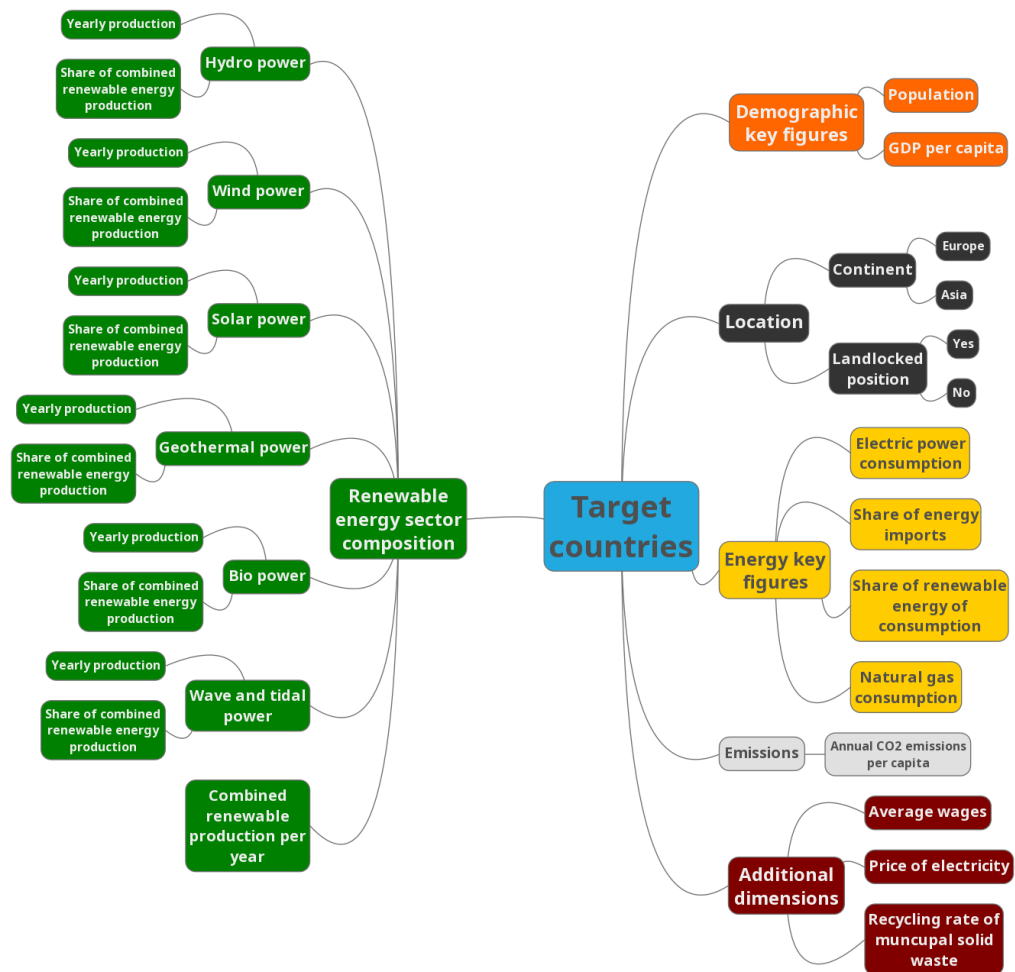 Yearly production
Hydro power
Share of combined
renewable energy
production
Yearly production
Wind power
Share of combined
renewable energy
production
Yearly production
Solar power
Share of combined
renewable energy
production
Yearly production
Geothermal power
Share of combined
renewable energy
production
Yearly production
Bio power
Share of combined
renewable energy
production
Yearly production
Wave and tidal
power
Share of combined
renewable energy
production
Combined
renewable
production per
year
Renewable
energy sector
composition
Target
countries
Demographic
key figures
Population
GDP per capita
Location
Continent
Europe
Asia
Landlocked
position
Yes
No
Energy key
figures
Electric power
consumption
Share of energy
imports
Share of renewable
energy of
consumption
Natural gas
consumption
Emissions
Annual CO2 emissions
per capita
Additional
dimensions
Average wages
Price of electricity
Recycling rate of
muncupal solid
waste